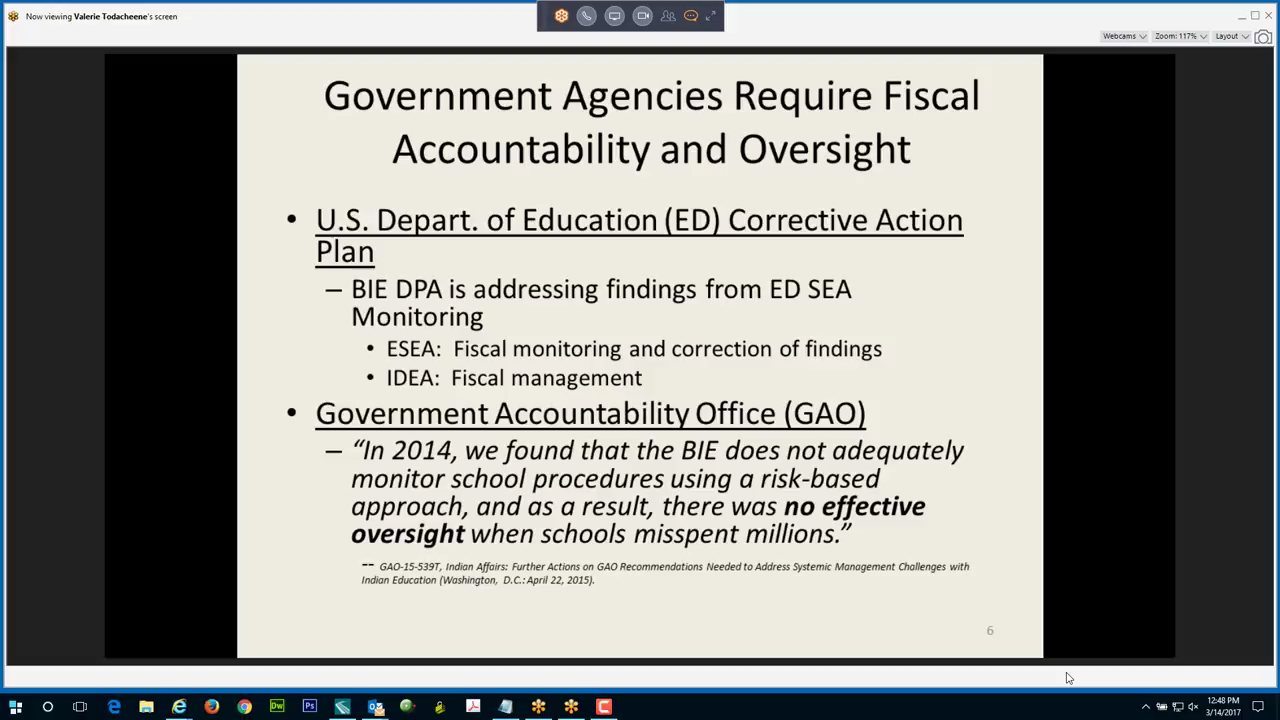 Now viewing Valerie Todacheene's screen
Webcams
Zoom: 117%
Layout
Government Agencies Require Fiscal
Accountability and Oversight
• U.S. Depart. of Education (ED) Corrective Action
Plan
– BIE DPA is addressing findings from ED SEA
Monitoring
• ESEA: Fiscal monitoring and correction of findings
• IDEA: Fiscal management
• Government Accountability Office (GAO)
– “In 2014, we found that the BIE does not adequately
monitor school procedures using a risk-based
approach, and as a result, there was no effective
oversight when schools misspent millions.”
-- GAO-15-539T, Indian Affairs: Further Actions on GAO Recommendations Needed to Address Systemic Management Challenges with
Indian Education (Washington, D.C.: April 22, 2015).
6
Dw
Ps
12:48 PM
3/14/2017